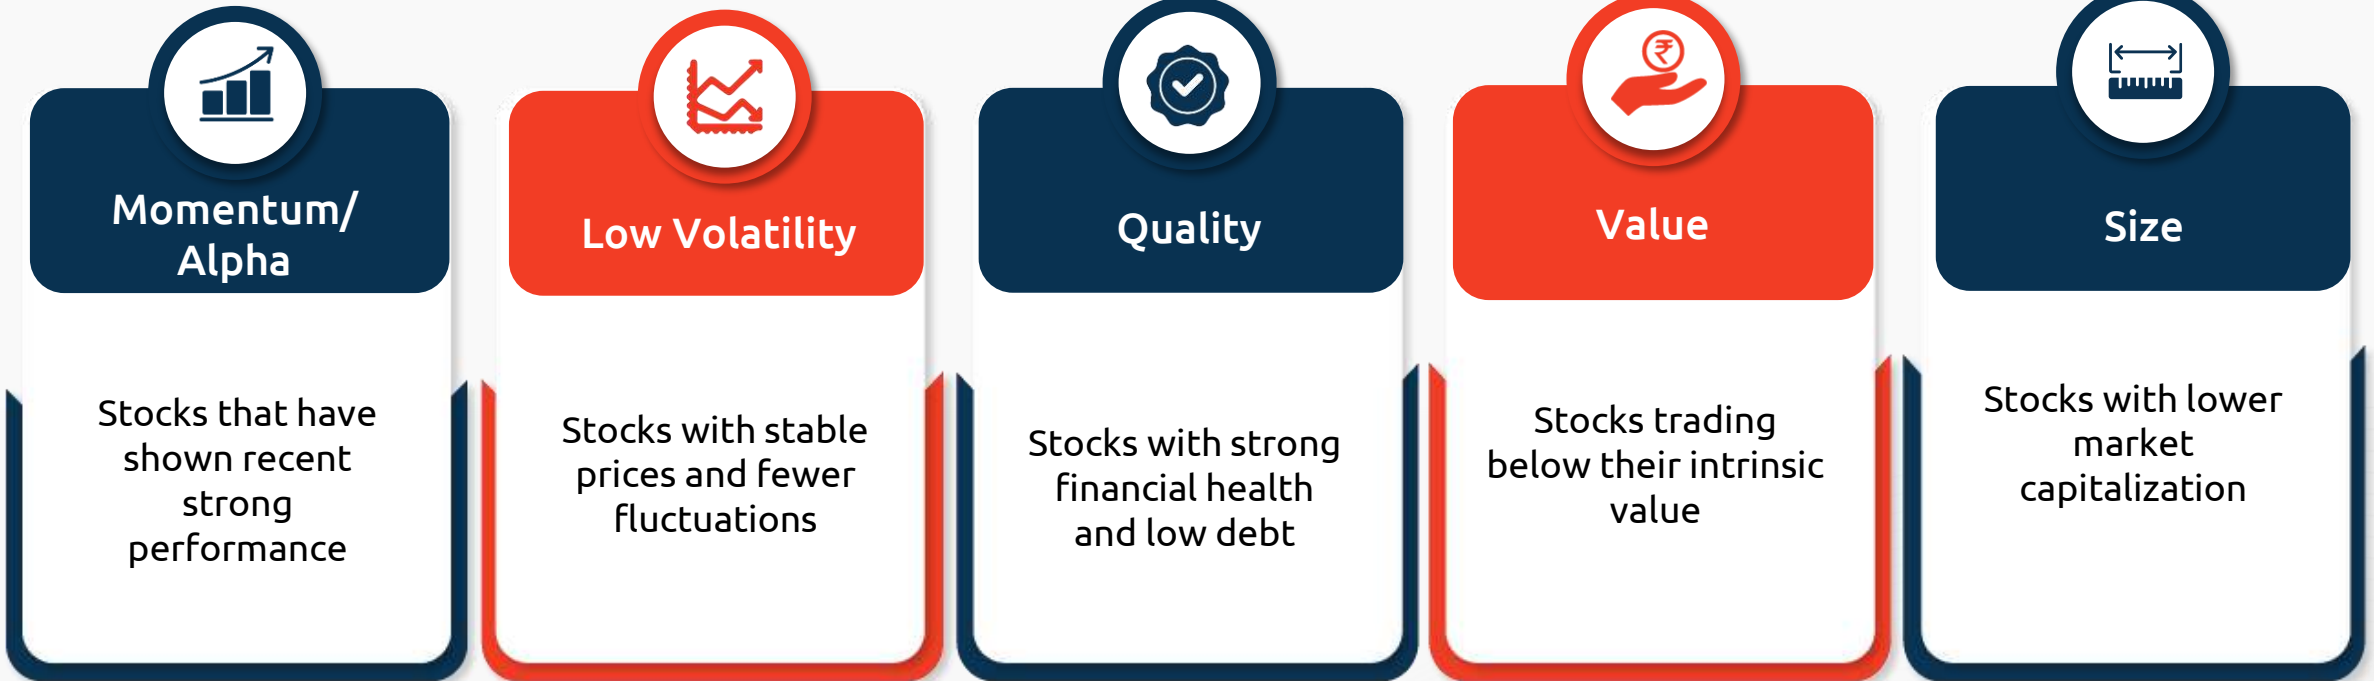 Momentum/
Alpha
Stocks that have
shown recent
strong
performance
Low Volatility
Stocks with stable
prices and fewer
fluctuations
Quality
Stocks with strong
financial health
and low debt
₹
Value
Stocks trading
below their intrinsic
value
Size
Stocks with lower
market
capitalization